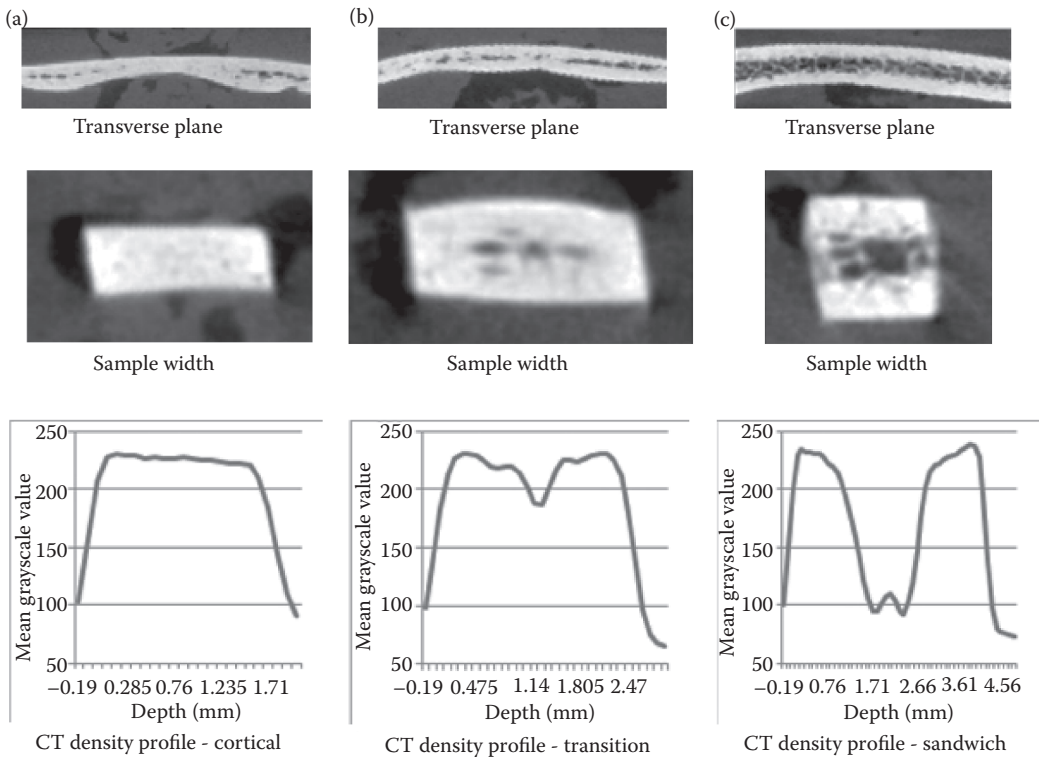 (a)
(b)
(c)
Transverse plane
Transverse plane
Transverse plane
Sample width
Sample width
Sample width
Mean grayscale value
250
200
150
100
50
−0.19 0.285 0.76 1.235 1.71
Depth (mm)
CT density profile - cortical
Mean grayscale value
250
200
150
100
50
−0.19 0.475 1.14 1.805 2.47
Depth (mm)
CT density profile - transition
Mean grayscale value
250
200
150
100
50
−0.19 0.76 1.71 2.66 3.61 4.56
Depth (mm)
CT density profile - sandwich